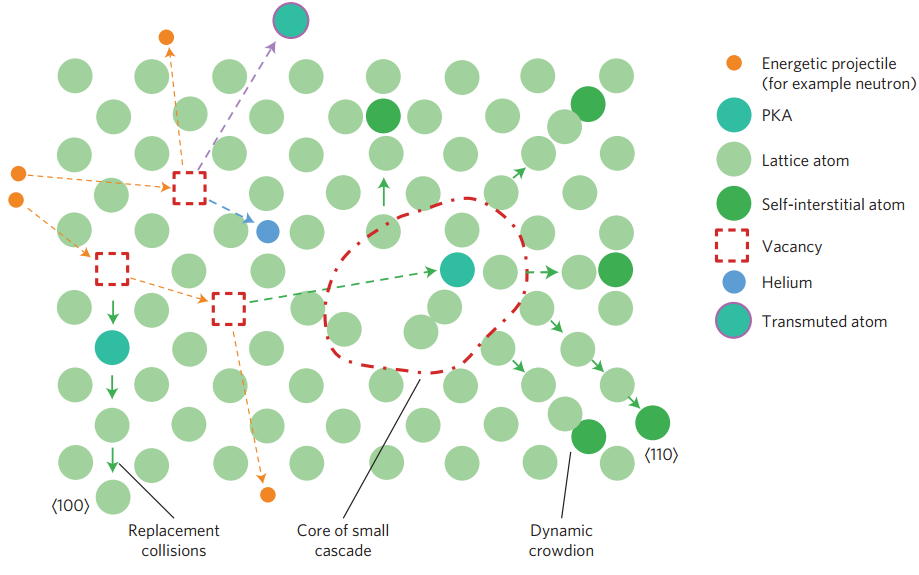 Energetic projectile
(for example neutron)
PKA
Lattice atom
Self-interstitial atom
Vacancy
Helium
Transmuted atom
⟨110⟩
⟨100⟩
Replacement
collisions
Core of small
cascade
Dynamic
crowdion